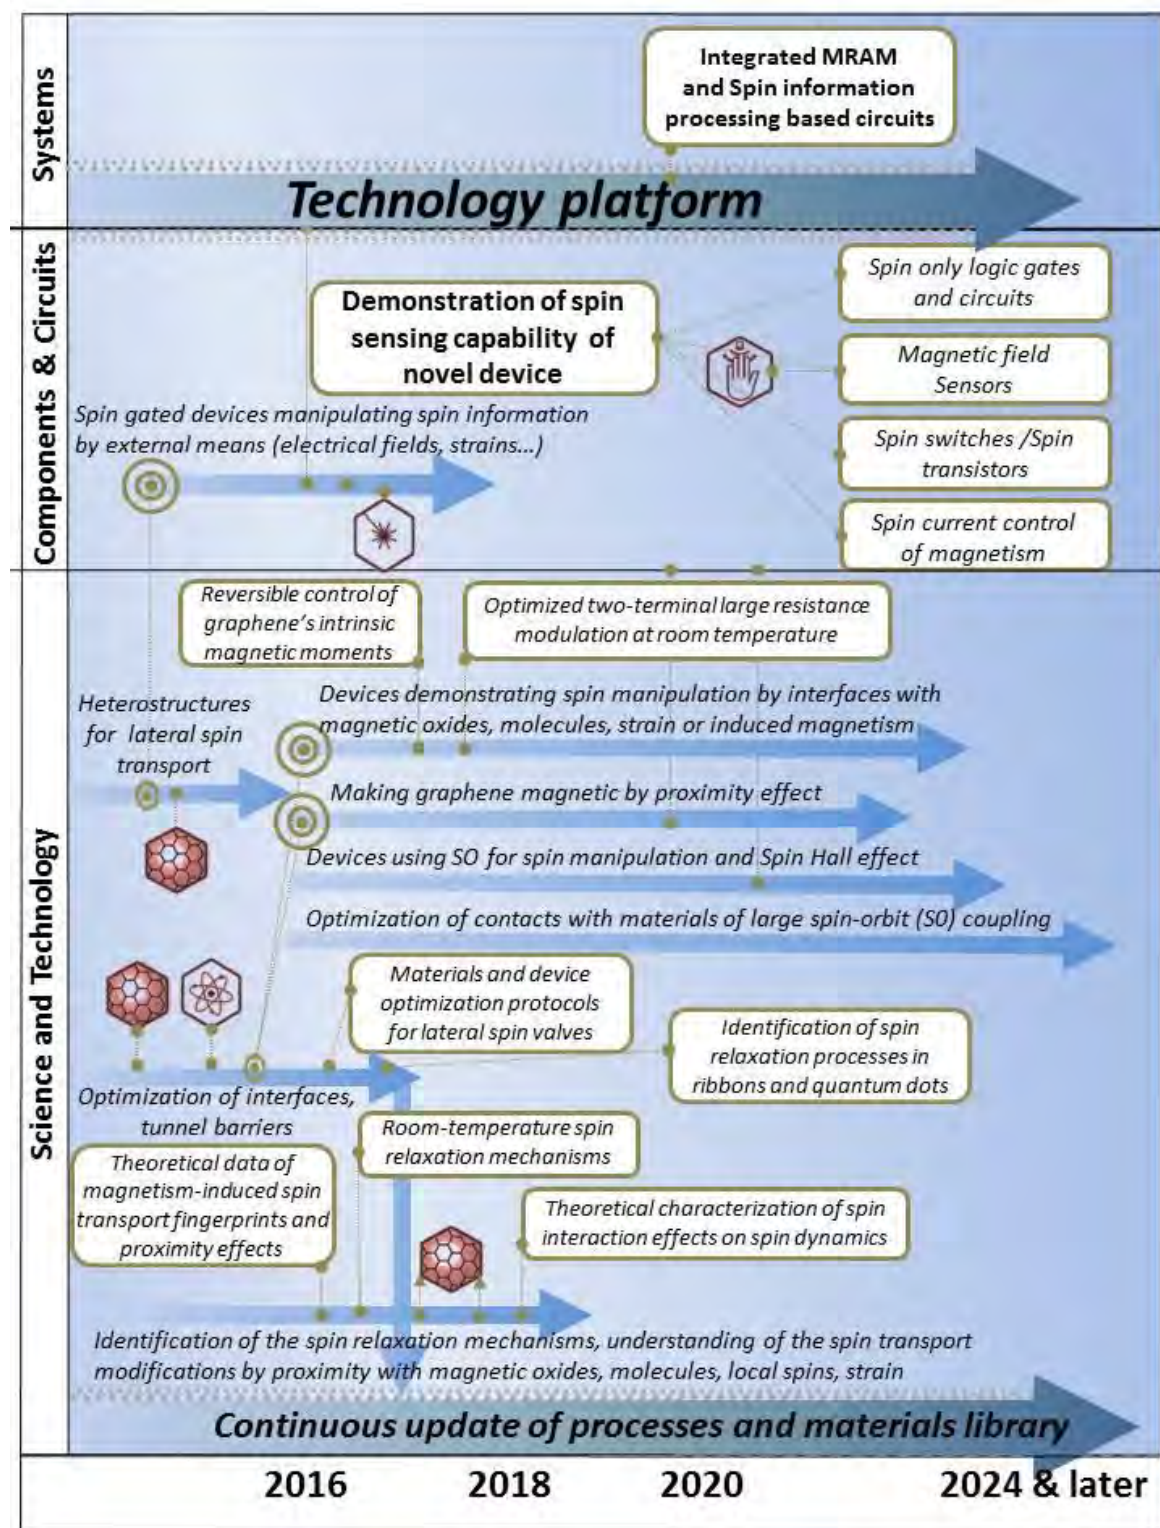 Systems
Integrated MRAM
and Spin information
processing based circuits
Technology platform
Components & Circuits
Demonstration of spin
sensing capability of
novel device
Spin only logic gates
and circuits
Magnetic field
Sensors
Spin switches /Spin
transistors
Spin current control
of magnetism
Spin gated devices manipulating spin information
by external means (electrical fields, strains...)
Science and Technology
Reversible control of
graphene's intrinsic
magnetic moments
Optimized two-terminal large resistance
modulation at room temperature
Heterostructures
for lateral spin
transport
Devices demonstrating spin manipulation by interfaces with
magnetic oxides, molecules, strain or induced magnetism
Making graphene magnetic by proximity effect
Devices using SO for spin manipulation and Spin Hall effect
Optimization of contacts with materials of large spin-orbit (SO) coupling
Materials and device
optimization protocols
for lateral spin valves
Identification of spin
relaxation processes in
ribbons and quantum dots
Optimization of interfaces,
tunnel barriers
Room-temperature spin
relaxation mechanisms
Theoretical data of
magnetism-induced spin
transport fingerprints and
proximity effects
Theoretical characterization of spin
interaction effects on spin dynamics
Identification of the spin relaxation mechanisms, understanding of the spin transport
modifications by proximity with magnetic oxides, molecules, local spins, strain
Continuous update of processes and materials library
2016 2018 2020 2024 & later